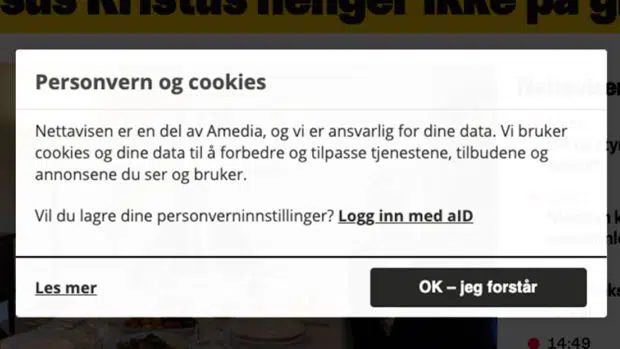 Kristus henger ikke på
Personvern og cookies
Nettavisen er en del av Amedia, og vi er ansvarlig for dine data. Vi bruker
cookies og dine data til å forbedre og tilpasse tjenestene, tilbudene og
annonsene du ser og bruker.
Vil du lagre dine personverninnstillinger? Logg inn med aID
Les mer
OK – jeg forstår
14:49